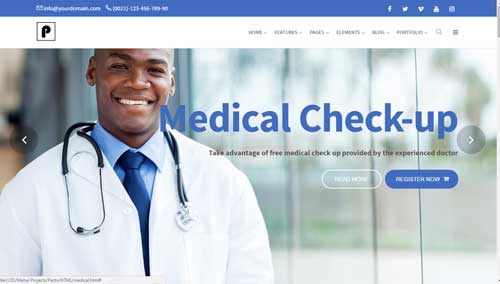 info@yourdomain.com (0021)-123-456-789-90
P
HOME FEATURES PAGES ELEMENTS BLOG PORTFOLIO
Medical Check-up
Take advantage of free medical check up provided by the experienced doctor
READ MORE REGISTER NOW
file:///D:/Mehul Projects/Porto/HTML/medical.html#